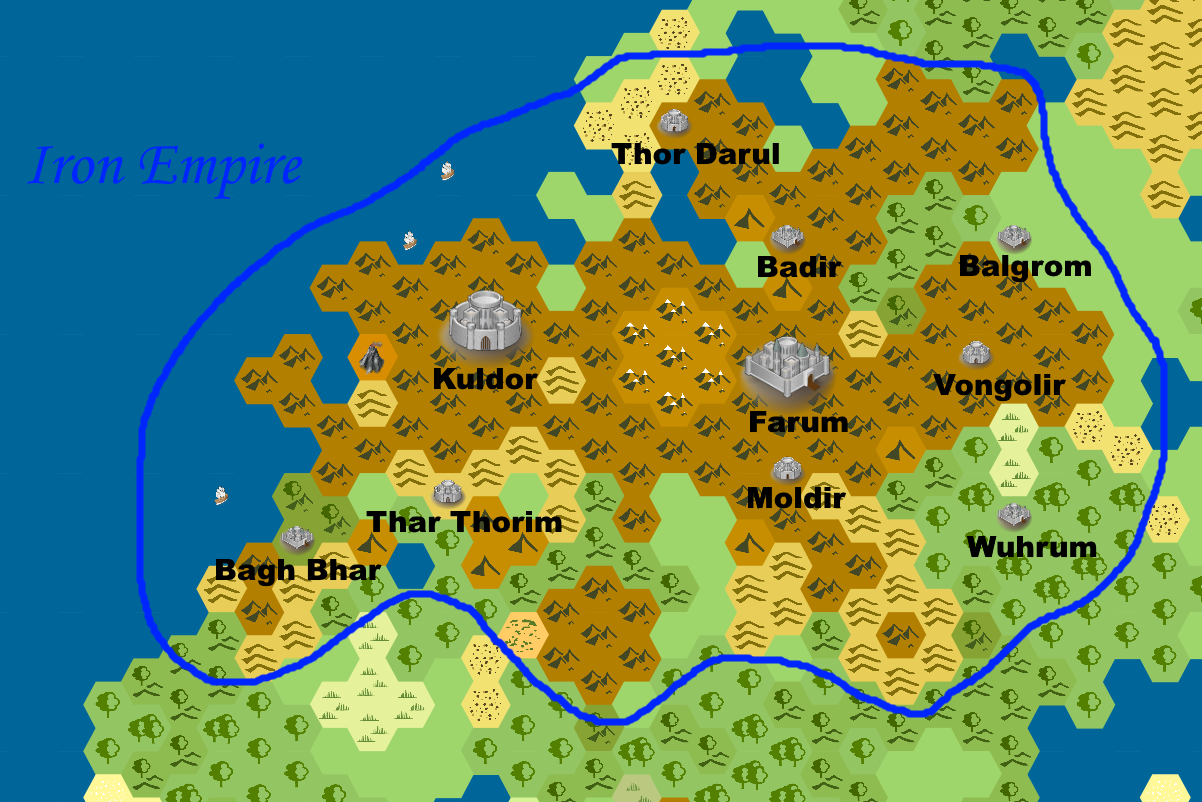 Iron Empire
Thor Darul
Badir
Balgrom
Kuldor
Vongolir
Farum
Moldir
Thar Thorim
Wuhrum
Bagh Bhar